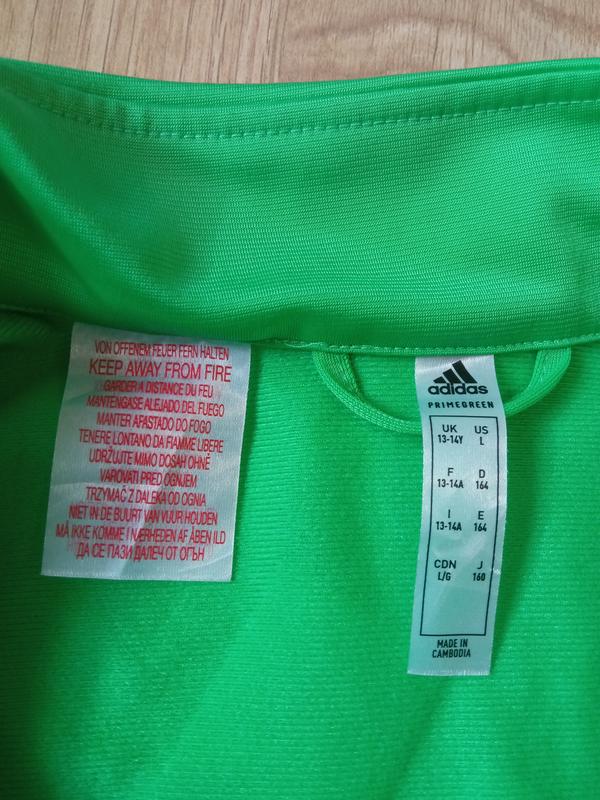 VON OFFENEM FEUER FERN HALTEN
KEEP AWAY FROM FIRE
GARDER A DISTANCE DU FEU
MANTENGASE ALEJADO DEL FUEGO
MANTER AFASTADO DO FOGO
TENERE LONTANO DA FIAMME LIBERE
UDRŽUJTE MIMO DOSAH OHNĚ
VAROVATI PRED OGNJEM
TRZYMAĆ Z DALEKA OD OGNIA
NIET IN DE BUURT VAN VUUR HOUDEN
MÅ IKKE KOMME I NÆRHEDEN AF ÅBEN ILD
ДА СЕ ПАЗИ ДАЛЕЧ ОТ ОГЪН
adidas
PRIMEGREEN
UK US
13-14Y L
F D
13-14A 164
I E
13-14A 164
CDN J
L/G 160
MADE IN
CAMBODIA